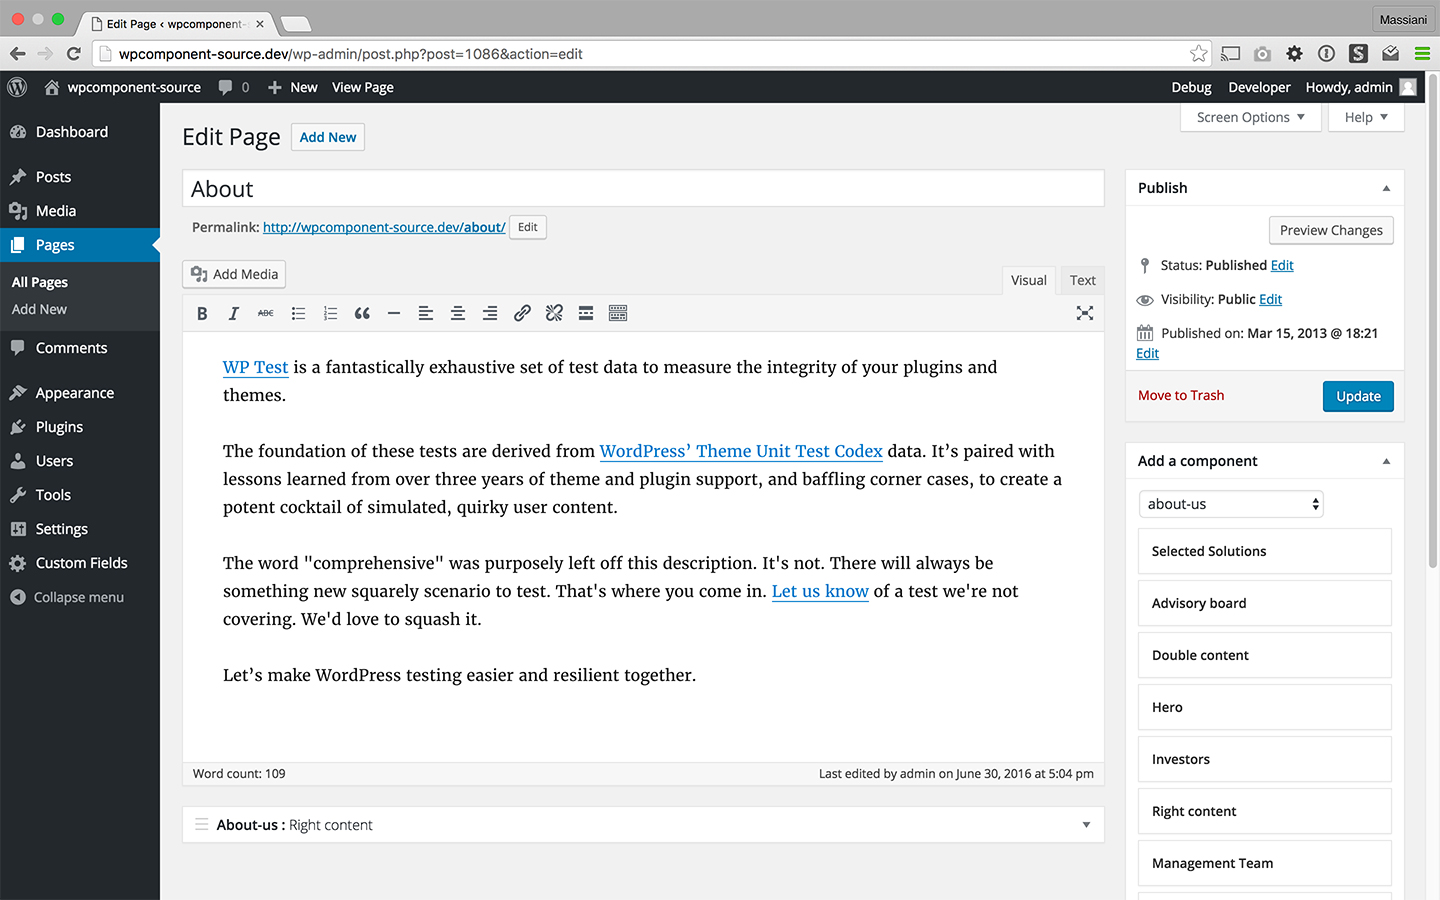 Edit Page ‹ wpcomponent-
Massiani
wpcomponent-source.dev/wp-admin/post.php?post=1086&action=edit
wpcomponent-source 0 New View Page Debug Developer Howdy, admin
Screen Options Help
Dashboard
Posts
Media
Pages
All Pages
Add New
Comments
Appearance
Plugins
Users
Tools
Settings
Custom Fields
Collapse menu
Edit Page Add New
About
Permalink: http://wpcomponent-source.dev/about/ Edit
Add Media
Visual Text
B I ABC
WP Test is a fantastically exhaustive set of test data to measure the integrity of your plugins and
themes.
The foundation of these tests are derived from WordPress’ Theme Unit Test Codex data. It’s paired with
lessons learned from over three years of theme and plugin support, and baffling corner cases, to create a
potent cocktail of simulated, quirky user content.
The word "comprehensive" was purposely left off this description. It's not. There will always be
something new squarely scenario to test. That's where you come in. Let us know of a test we're not
covering. We'd love to squash it.
Let’s make WordPress testing easier and resilient together.
Word count: 109 Last edited by admin on June 30, 2016 at 5:04 pm
About-us : Right content
Publish
Preview Changes
Status: Published Edit
Visibility: Public Edit
Published on: Mar 15, 2013 @ 18:21
Edit
Move to Trash Update
Add a component
about-us
Selected Solutions
Advisory board
Double content
Hero
Investors
Right content
Management Team